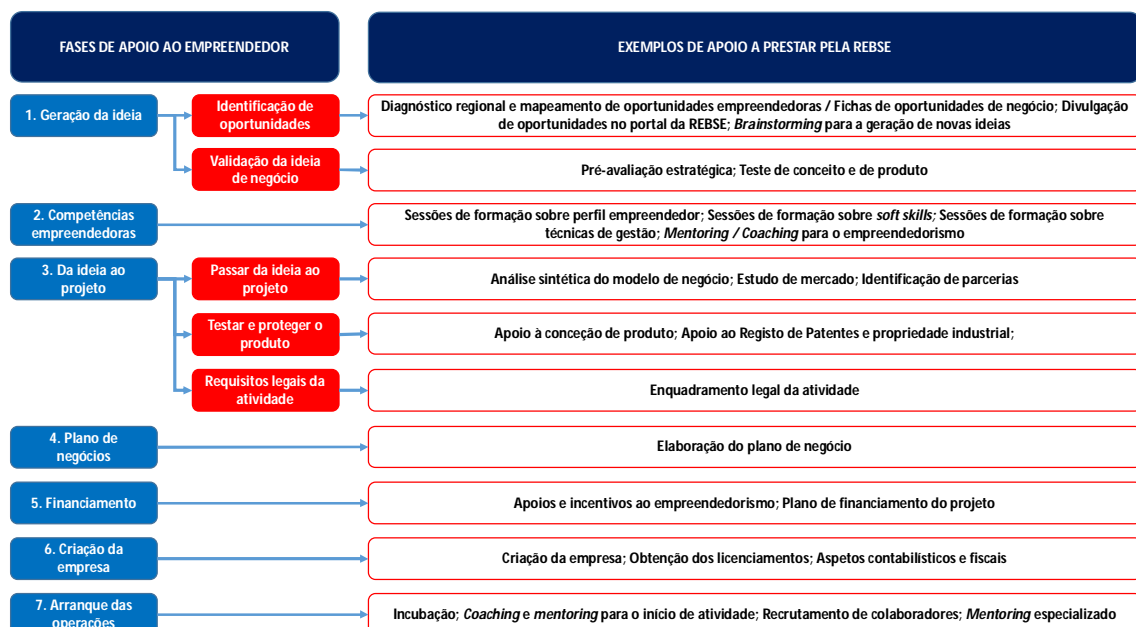 FASES DE APOIO AO EMPREENDEDOR
EXEMPLOS DE APOIO A PRESTAR PELA REBSE
1. Geração da ideia
Identificação de
oportunidades
Diagnóstico regional e mapeamento de oportunidades empreendedoras / Fichas de oportunidades de negócio; Divulgação
de oportunidades no portal da REBSE; Brainstorming para a geração de novas ideias
Validação da ideia
de negócio
Pré-avaliação estratégica; Teste de conceito e de produto
2. Competências
empreendedoras
Sessões de formação sobre perfil empreendedor; Sessões de formação sobre soft skills; Sessões de formação sobre
técnicas de gestão; Mentoring / Coaching para o empreendedorismo
3. Da ideia ao
projeto
Passar da ideia ao
projeto
Análise sintética do modelo de negócio; Estudo de mercado; Identificação de parcerias
Testar e proteger o
produto
Apoio à conceção de produto; Apoio ao Registo de Patentes e propriedade industrial;
Requisitos legais da
atividade
Enquadramento legal da atividade
4. Plano de
negócios
Elaboração do plano de negócio
5. Financiamento
Apoios e incentivos ao empreendedorismo; Plano de financiamento do projeto
6. Criação da
empresa
Criação da empresa; Obtenção dos licenciamentos; Aspetos contabilísticos e fiscais
7. Arranque das
operações
Incubação; Coaching e mentoring para o início de atividade; Recrutamento de colaboradores; Mentoring especializado